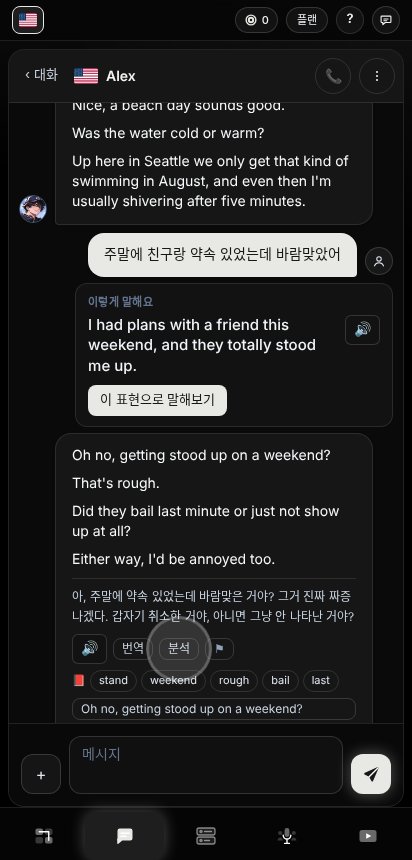 0
플랜
?
‹ 대화
Alex
Nice, a beach day sounds good.
Was the water cold or warm?
Up here in Seattle we only get that kind of
swimming in August, and even then I'm
usually shivering after five minutes.
주말에 친구랑 약속 있었는데 바람맞았어
이렇게 말해요
I had plans with a friend this
weekend, and they totally stood
me up.
이 표현으로 말해보기
Oh no, getting stood up on a weekend?
That's rough.
Did they bail last minute or just not show
up at all?
Either way, I'd be annoyed too.
아, 주말에 약속 있었는데 바람맞은 거야? 그거 진짜 짜증
나겠다. 갑자기 취소한 거야, 아니면 그냥 안 나타난 거야?
번역
분석
stand
weekend
rough
bail
last
Oh no, getting stood up on a weekend?
+
메시지